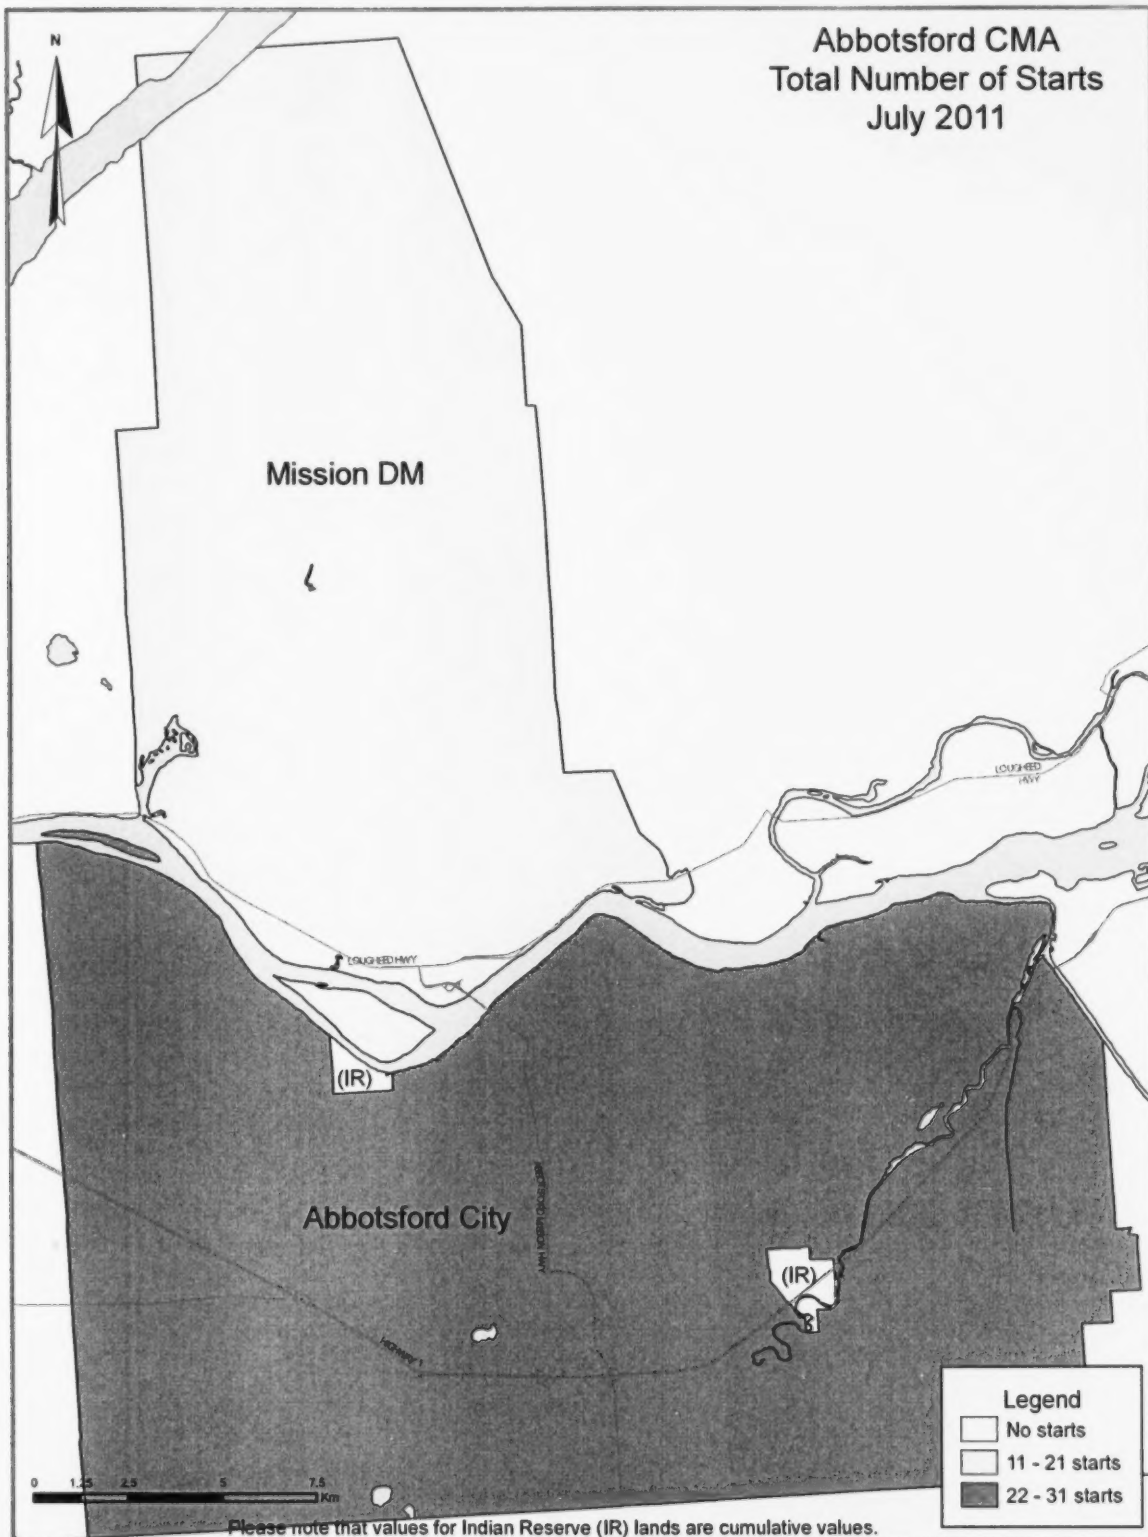 Abbotsford CMA
Total Number of Starts
July 2011
N
Mission DM
LOUGHEED
HWY
LOUGHEED HWY
(IR)
Abbotsford City
(IR)
HIGHWAY 1
Legend
No starts
11 - 21 starts
22 - 31 starts
0 1.25 2.5 5 7.5
Km
Please note that values for Indian Reserve (IR) lands are cumulative values.